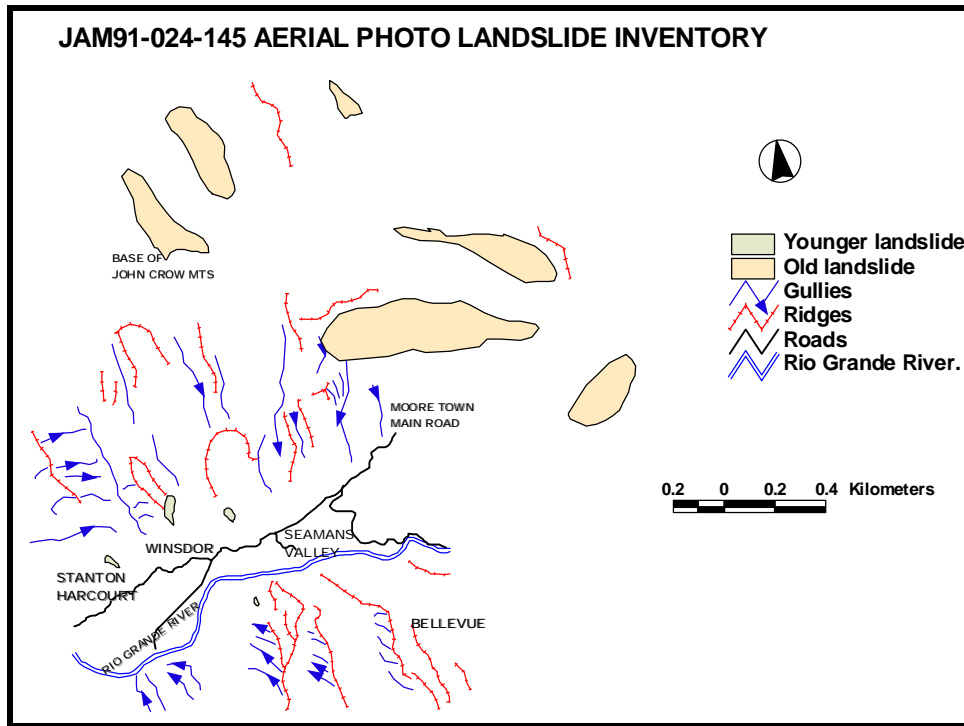 JAM91-024-145 AERIAL PHOTO LANDSLIDE INVENTORY
BASE OF
JOHN CROW MTS
Younger landslide
Old landslide
Gullies
Ridges
Roads
Rio Grande River.
MOORE TOWN
MAIN ROAD
0.2 0 0.2 0.4 Kilometers
SEAMANS
VALLEY
WINSDOR
STANTON
HARCOURT
RIO GRANDE RIVER
BELLEVUE